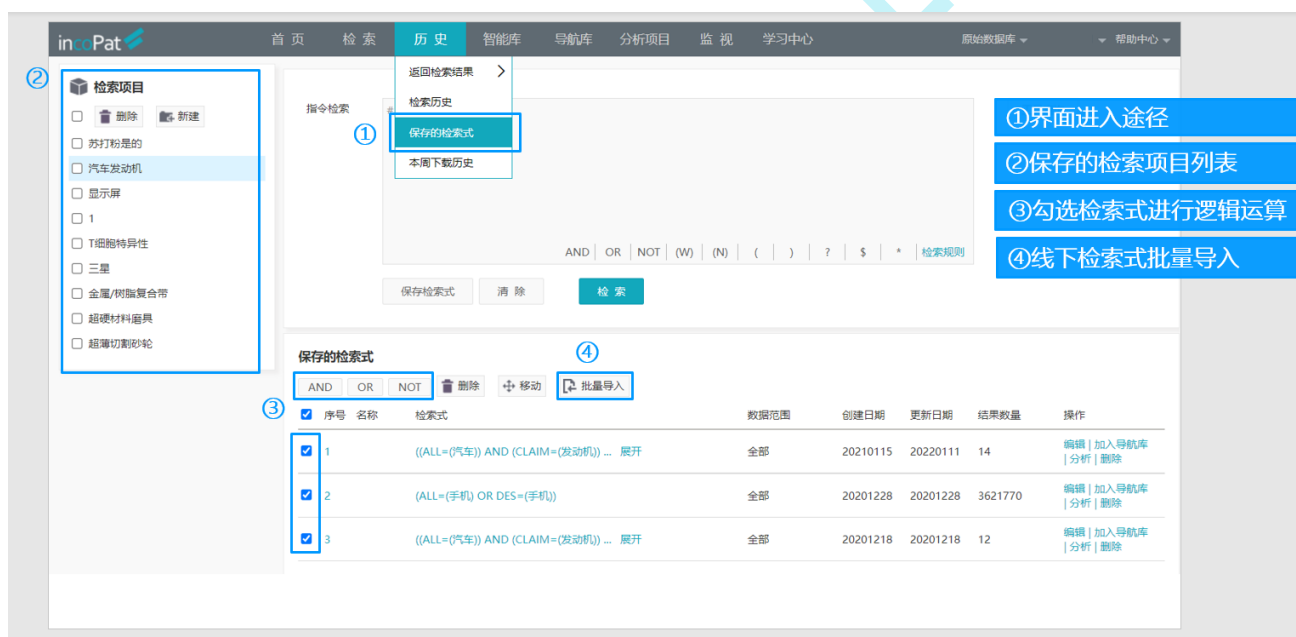 incoPat 首 页 检 索 历 史 智能库 导航库 分析项目 监 视 学习中心 原始数据库 帮助中心
②
检索项目
删除 新建
苏打粉是的
汽车发动机
显示屏
1
T细胞特异性
三星
金属/树脂复合带
超硬材料磨具
超薄切割砂轮
返回检索结果
检索历史
①
保存的检索式
本周下载历史
指令检索
#
AND OR NOT (W) (N) ( ) ? $ * 检索规则
保存检索式 清 除 检 索
①界面进入途径
②保存的检索项目列表
③勾选检索式进行逻辑运算
④线下检索式批量导入
保存的检索式
④
③
AND OR NOT 删除 移动 批量导入
序号 名称 检索式 数据范围 创建日期 更新日期 结果数量 操作
1 ((ALL=(汽车)) AND (CLAIM=(发动机)) ... 展开 全部 20210115 20220111 14 编辑 | 加入导航库
| 分析 | 删除
2 (ALL=(手机) OR DES=(手机)) 全部 20201228 20201228 3621770 编辑 | 加入导航库
| 分析 | 删除
3 ((ALL=(汽车)) AND (CLAIM=(发动机)) ... 展开 全部 20201218 20201218 12 编辑 | 加入导航库
| 分析 | 删除